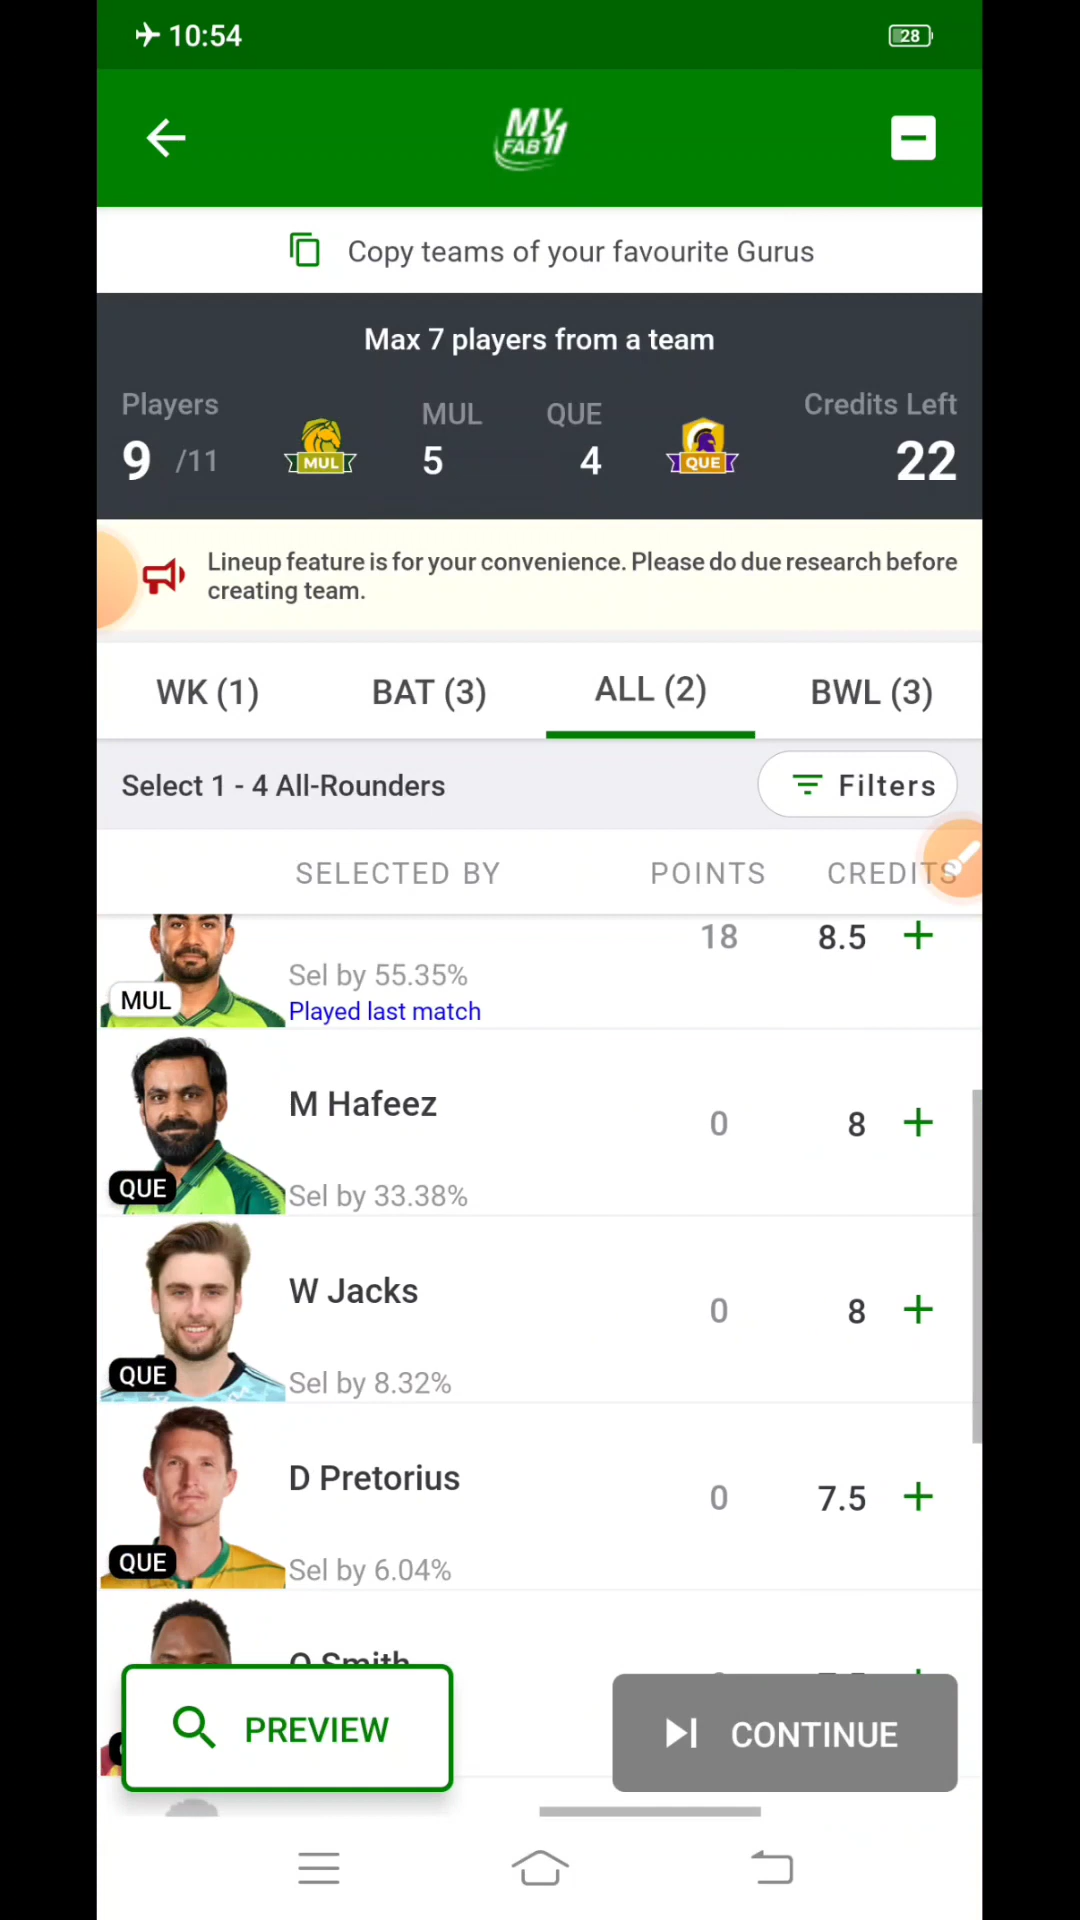 10:54
28
MY
FAB11
Copy teams of your favourite Gurus
Max 7 players from a team
Players
MUL
QUE
Credits Left
9 /11
MUL
5
4
QUE
22
Lineup feature is for your convenience. Please do due research before
creating team.
WK (1)
BAT (3)
ALL (2)
BWL (3)
Select 1 - 4 All-Rounders
Filters
SELECTED BY
POINTS
CREDITS
18
8.5
+
Sel by 55.35%
MUL
Played last match
M Hafeez
0
8
+
QUE
Sel by 33.38%
W Jacks
0
8
+
QUE
Sel by 8.32%
D Pretorius
0
7.5
+
QUE
Sel by 6.04%
O Smith
PREVIEW
CONTINUE